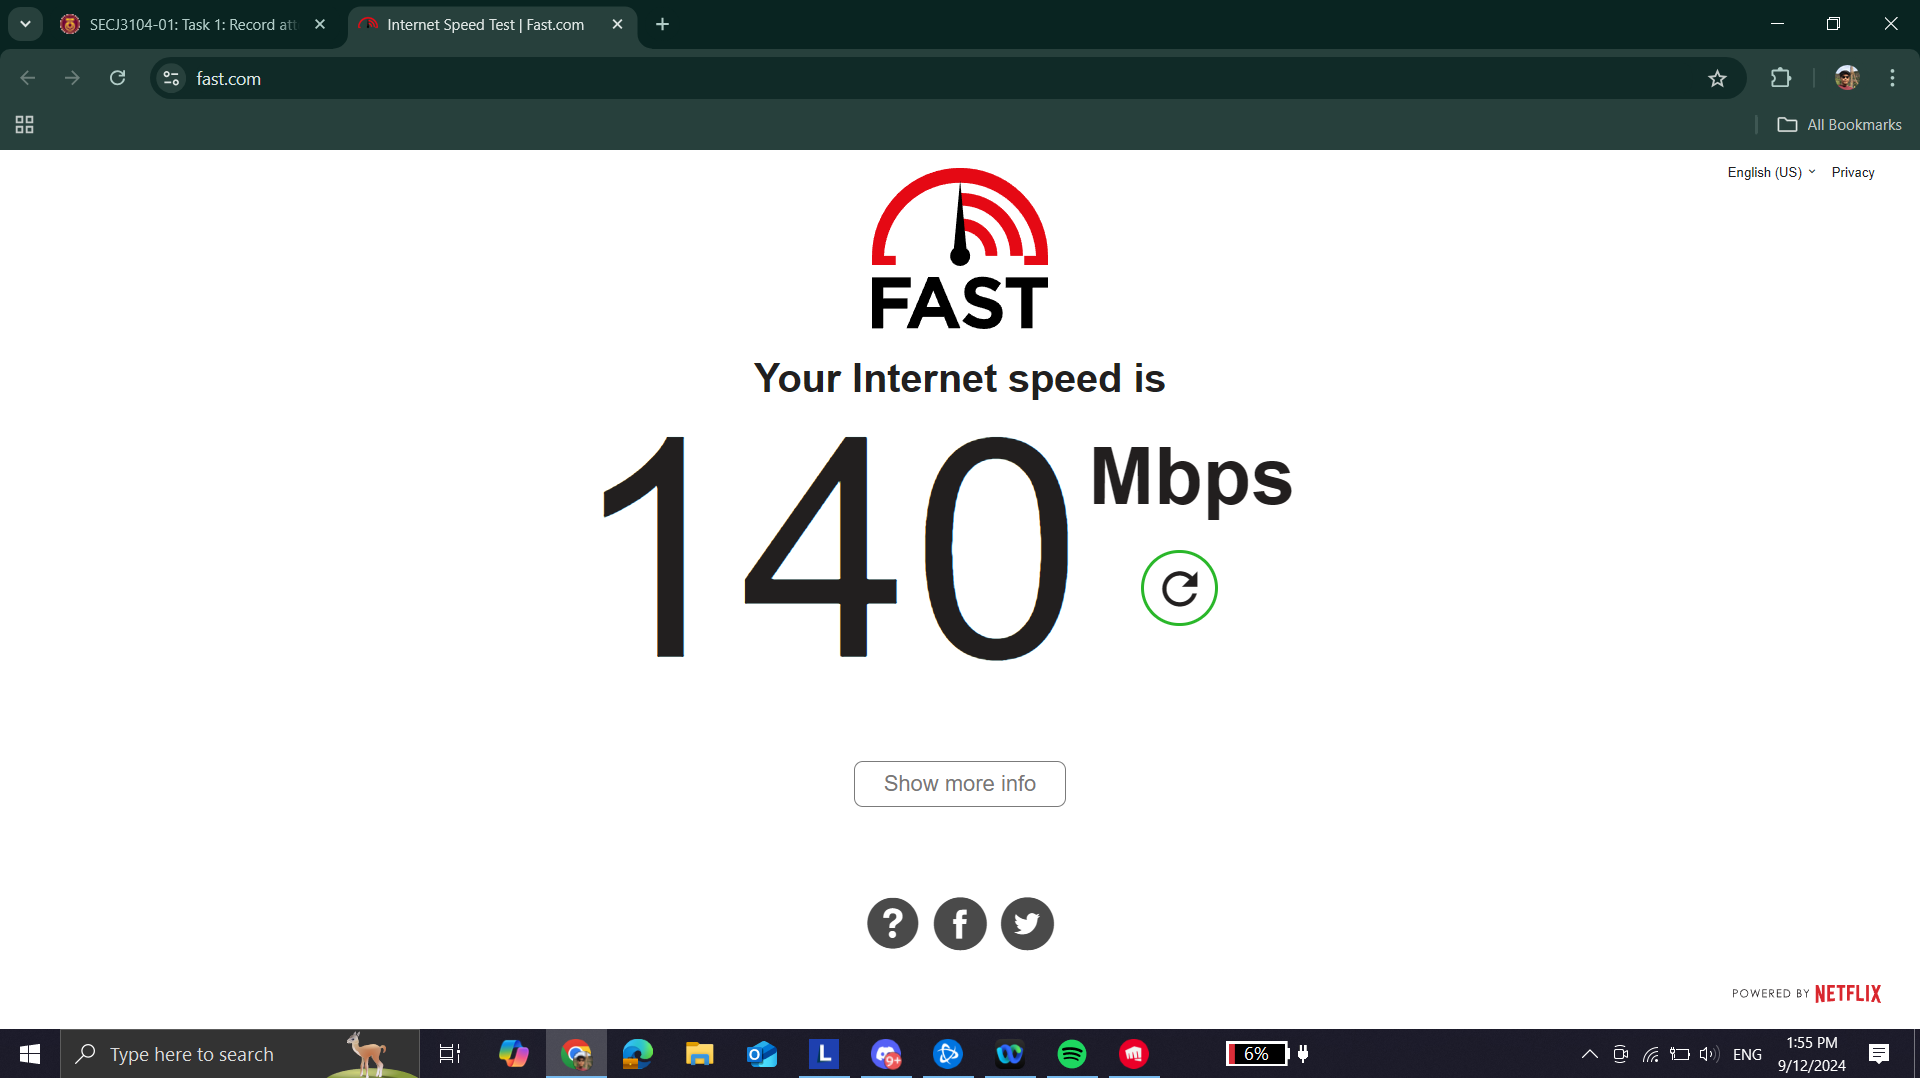 SECJ3104-01: Task 1: Record att
Internet Speed Test | Fast.com
fast.com
All Bookmarks
English (US)
Privacy
FAST
Your Internet speed is
140 Mbps
Show more info
POWERED BY NETFLIX
Type here to search
L
9+
6%
ENG
1:55 PM
9/12/2024